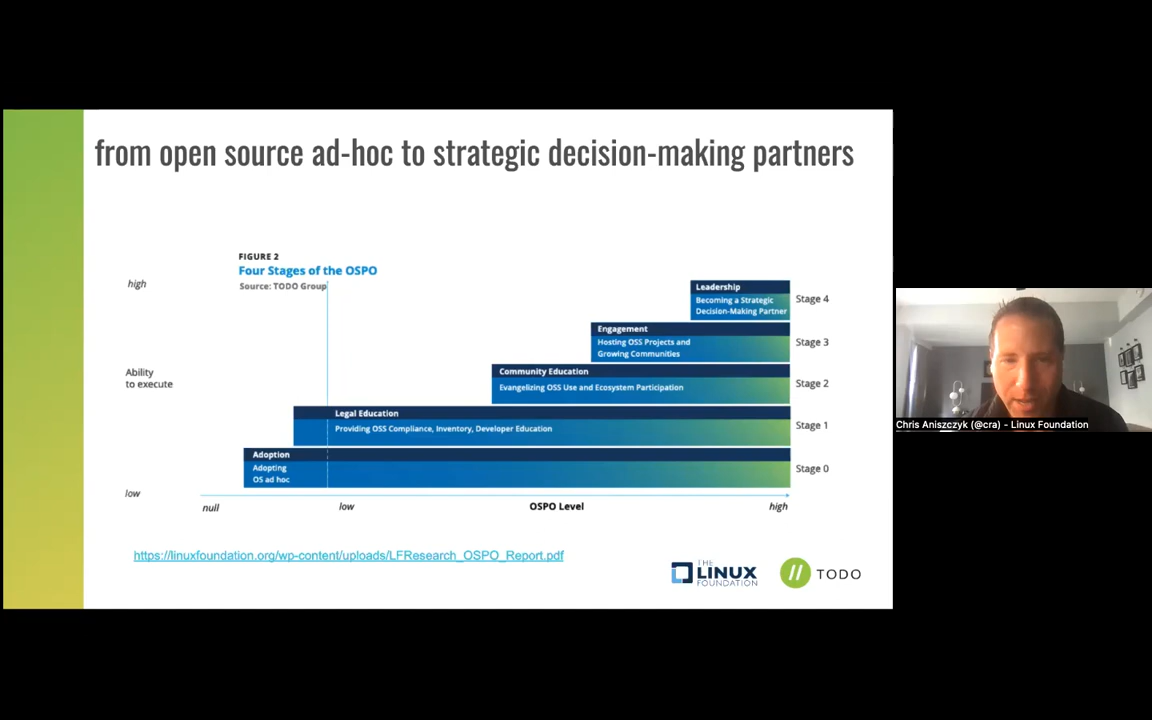 from open source ad-hoc to strategic decision-making partners
FIGURE 2
Four Stages of the OSPO
Source: TODO Group
high
Leadership
Becoming a Strategic
Decision-Making Partner
Stage 4
Engagement
Hosting OSS Projects and
Growing Communities
Stage 3
Ability
to execute
Community Education
Evangelizing OSS Use and Ecosystem Participation
Stage 2
Legal Education
Providing OSS Compliance, Inventory, Developer Education
Stage 1
Adoption
Adopting
OS ad hoc
Stage 0
low
null
low
OSPO Level
high
https://linuxfoundation.org/wp-content/uploads/LFResearch_OSPO_Report.pdf
THE
LINUX
FOUNDATION
// TODO
Chris Aniszczyk (@cra) - Linux Foundation